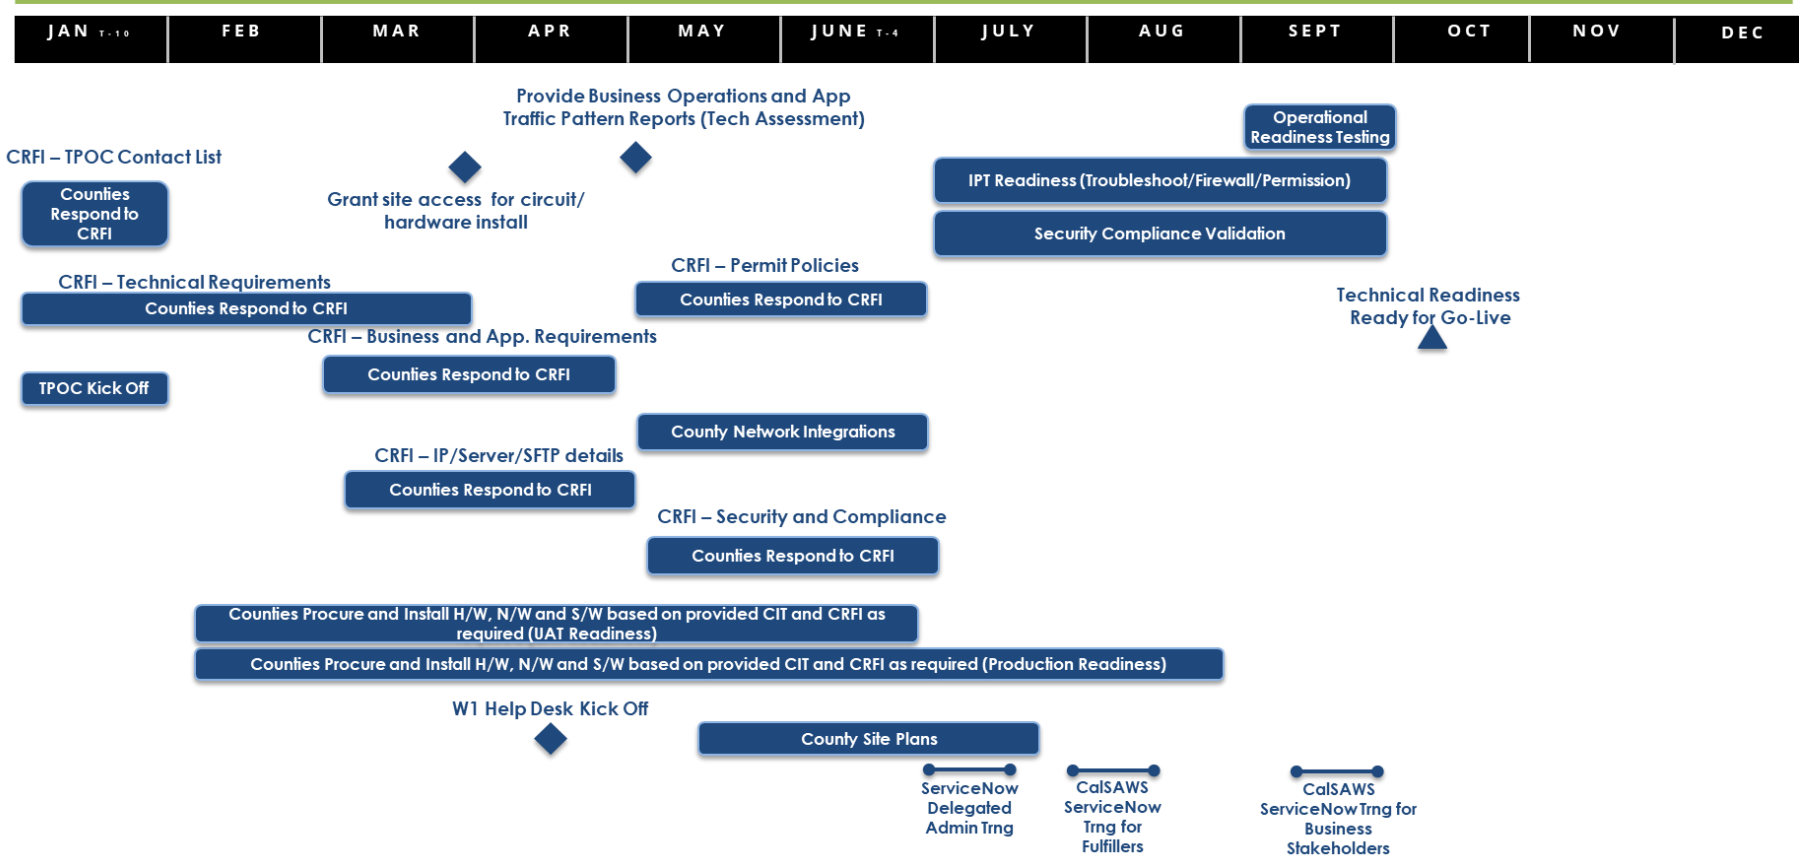 JAN T-10 FEB MAR APR MAY JUNE T-4 JULY AUG SEPT OCT NOV DEC
Provide Business Operations and App
Traffic Pattern Reports (Tech Assessment)
Operational
Readiness Testing
CRFI – TPOC Contact List
Counties
Respond to
CRFI
Grant site access for circuit/
hardware install
IPT Readiness (Troubleshoot/Firewall/Permission)
Security Compliance Validation
CRFI – Technical Requirements
Counties Respond to CRFI
CRFI – Permit Policies
Counties Respond to CRFI
Technical Readiness
Ready for Go-Live
CRFI – Business and App. Requirements
Counties Respond to CRFI
TPOC Kick Off
County Network Integrations
CRFI – IP/Server/SFTP details
Counties Respond to CRFI
CRFI – Security and Compliance
Counties Respond to CRFI
Counties Procure and Install H/W, N/W and S/W based on provided CIT and CRFI as
required (UAT Readiness)
Counties Procure and Install H/W, N/W and S/W based on provided CIT and CRFI as required (Production Readiness)
W1 Help Desk Kick Off
County Site Plans
ServiceNow
Delegated
Admin Trng
CalSAWS
ServiceNow
Trng for
Fulfillers
CalSAWS
ServiceNow Trng for
Business
Stakeholders